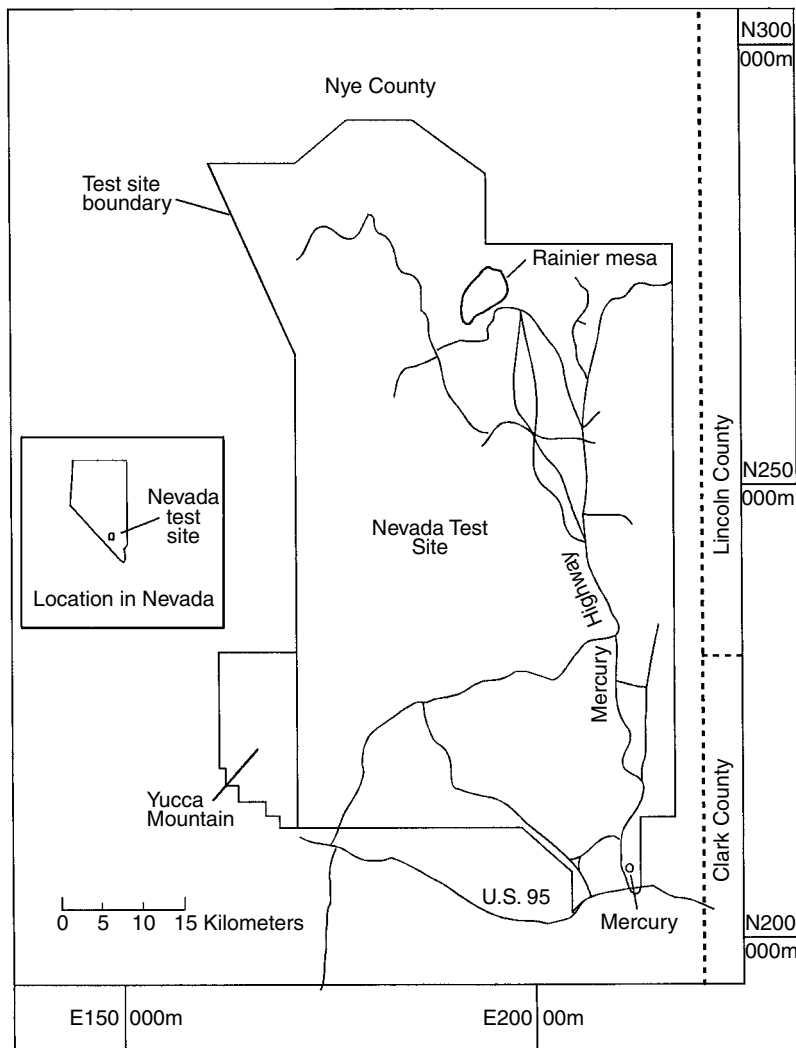 N300
000m
Nye County
Test site
boundary
Rainier mesa
Lincoln County
N250
000m
Nevada
test
site
Location in Nevada
Nevada Test
Site
Highway
Mercury
Yucca
Mountain
Clark County
U.S. 95
0 5 10 15 Kilometers
Mercury
N200
000m
E150 000m
E200 00m